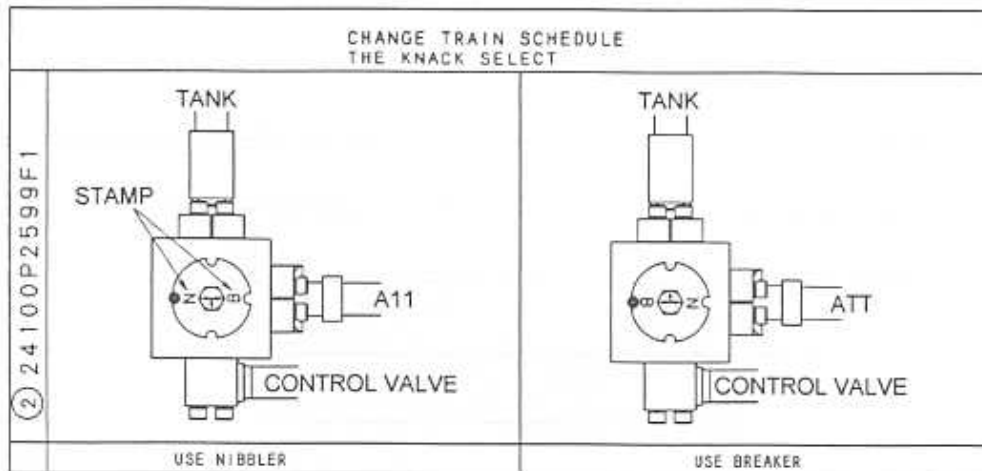 CHANGE TRAIN SCHEDULE
THE KNACK SELECT
② 24100P2599F1
TANK
STAMP
N
B
A11
CONTROL VALVE
USE NIBBLER
TANK
B
N
ATT
CONTROL VALVE
USE BREAKER